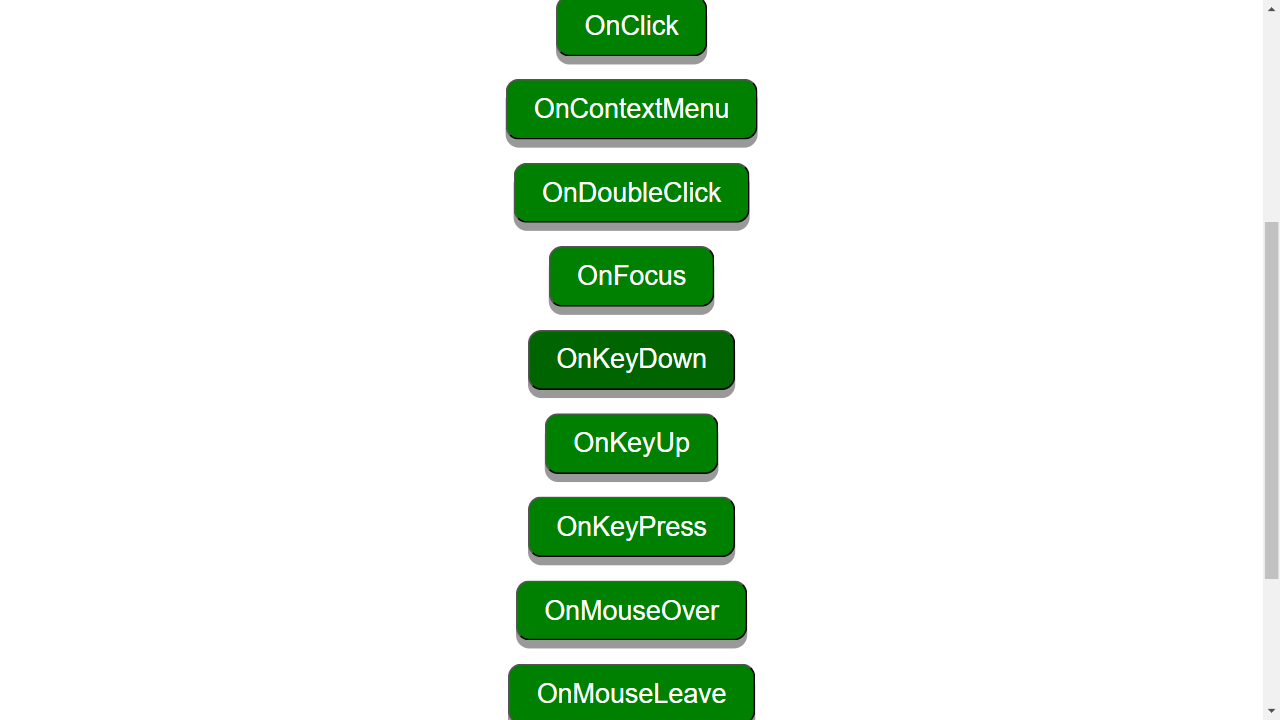 OnClick
OnContextMenu
OnDoubleClick
OnFocus
OnKeyDown
OnKeyUp
OnKeyPress
OnMouseOver
OnMouseLeave